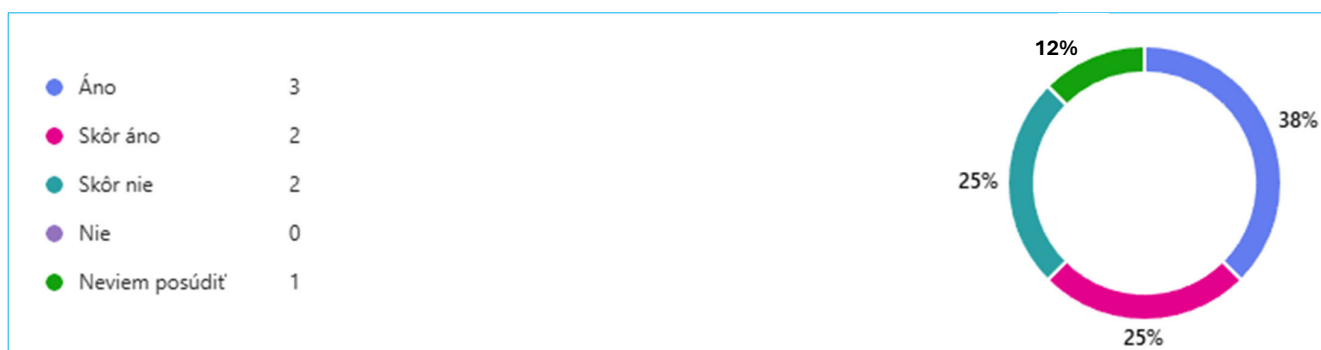 Áno 3
Skôr áno 2
Skôr nie 2
Nie 0
Neviem posúdiť 1
12%
38%
25%
25%